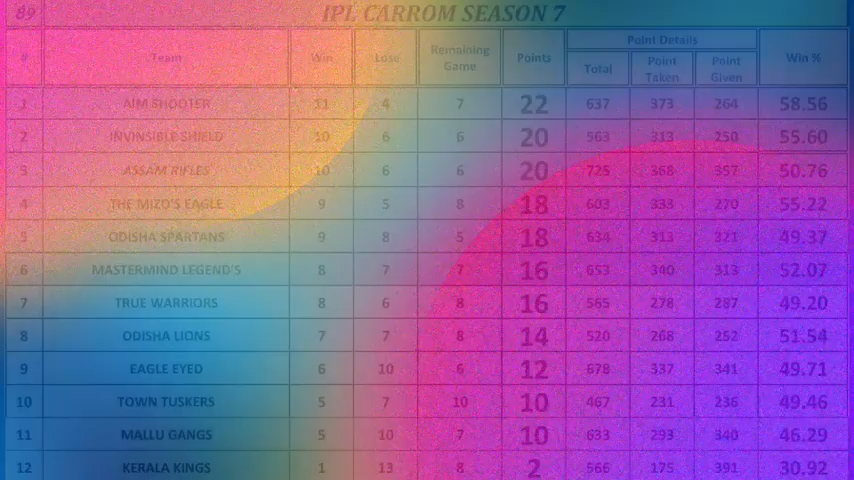 89 IPL CARROM SEASON 7
# Team Win Lose Remaining Game Points Point Details Win %
Total Point Taken Point Given
1 AIM SHOOTER 11 4 7 22 637 373 264 58.56
2 INVINSIBLE SHIELD 10 6 6 20 563 313 250 55.60
3 ASSAM RIFLES 10 6 6 20 725 368 357 50.76
4 THE MIZO'S EAGLE 9 5 8 18 603 333 270 55.22
5 ODISHA SPARTANS 9 8 5 18 634 313 321 49.37
6 MASTERMIND LEGEND'S 8 7 7 16 653 340 313 52.07
7 TRUE WARRIORS 8 6 8 16 565 278 287 49.20
8 ODISHA LIONS 7 7 8 14 520 268 252 51.54
9 EAGLE EYED 6 10 6 12 678 337 341 49.71
10 TOWN TUSKERS 5 7 10 10 467 231 236 49.46
11 MALLU GANGS 5 10 7 10 633 293 340 46.29
12 KERALA KINGS 1 13 8 2 566 175 391 30.92